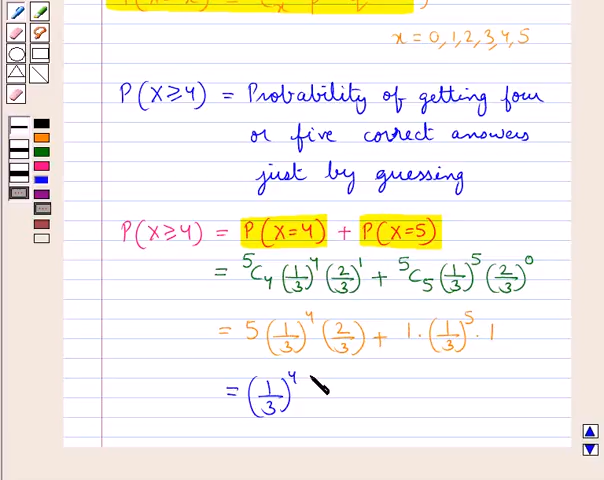 x = 0, 1, 2, 3, 4, 5
P(X≥4) = Probability of getting four
or five correct answers
just by guessing
P(X≥4) = P(X=4) + P(X=5)
= ⁵C₄ (1/3)⁴ (2/3)¹ + ⁵C₅ (1/3)⁵ (2/3)⁰
= 5 (1/3)⁴ (2/3) + 1 · (1/3)⁵ · 1
= (1/3)⁴